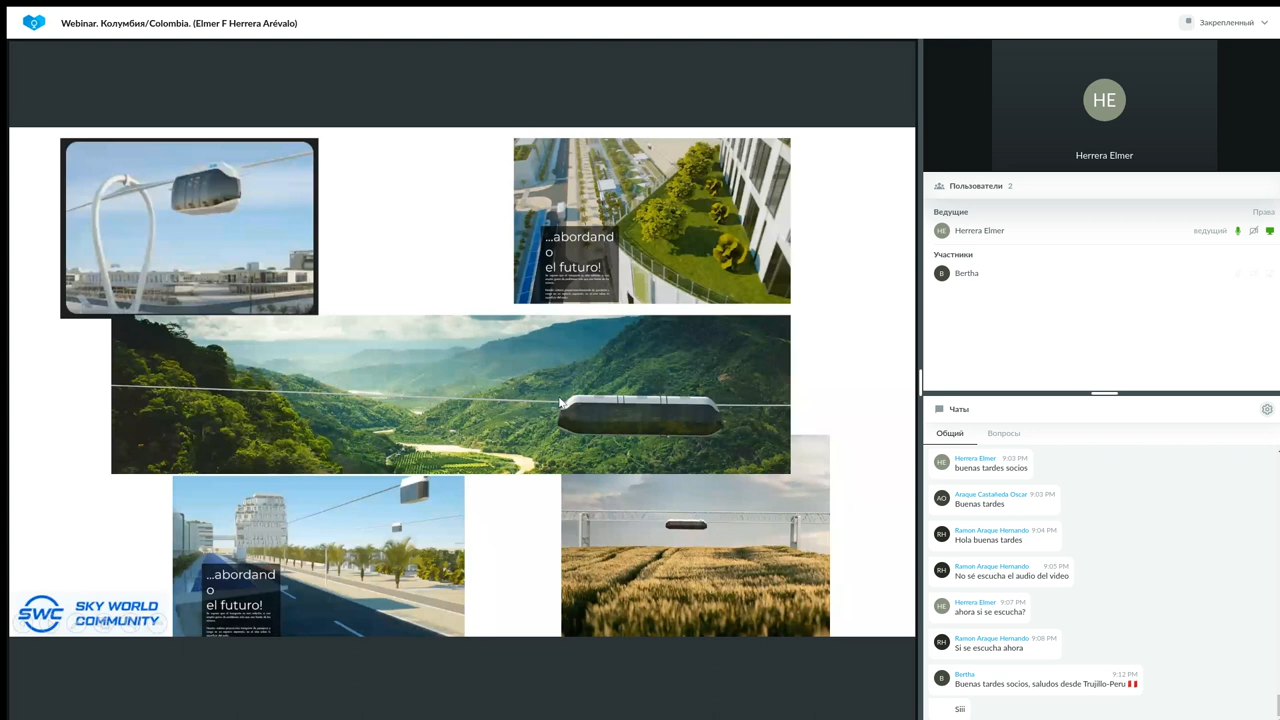 Webinar. Колумбия/Colombia. (Elmer F Herrera Arévalo)
Закрепленный
...abordand
o
el futuro!
...abordand
o
el futuro!
SWC
SKY WORLD
COMMUNITY
HE
Herrera Elmer
Пользователи 2
Ведущие Права
HE Herrera Elmer ведущий
Участники
B Bertha
Чаты
Общий Вопросы
HE Herrera Elmer 9:03 PM
buenas tardes socios
AO Araque Castañeda Oscar 9:03 PM
Buenas tardes
RH Ramon Araque Hernando 9:04 PM
Hola buenas tardes
RH Ramon Araque Hernando 9:05 PM
No sé escucha el audio del video
HE Herrera Elmer 9:07 PM
ahora si se escucha?
RH Ramon Araque Hernando 9:08 PM
Si se escucha ahora
B Bertha 9:12 PM
Buenas tardes socios, saludos desde Trujillo-Peru 🇵🇪
Siii